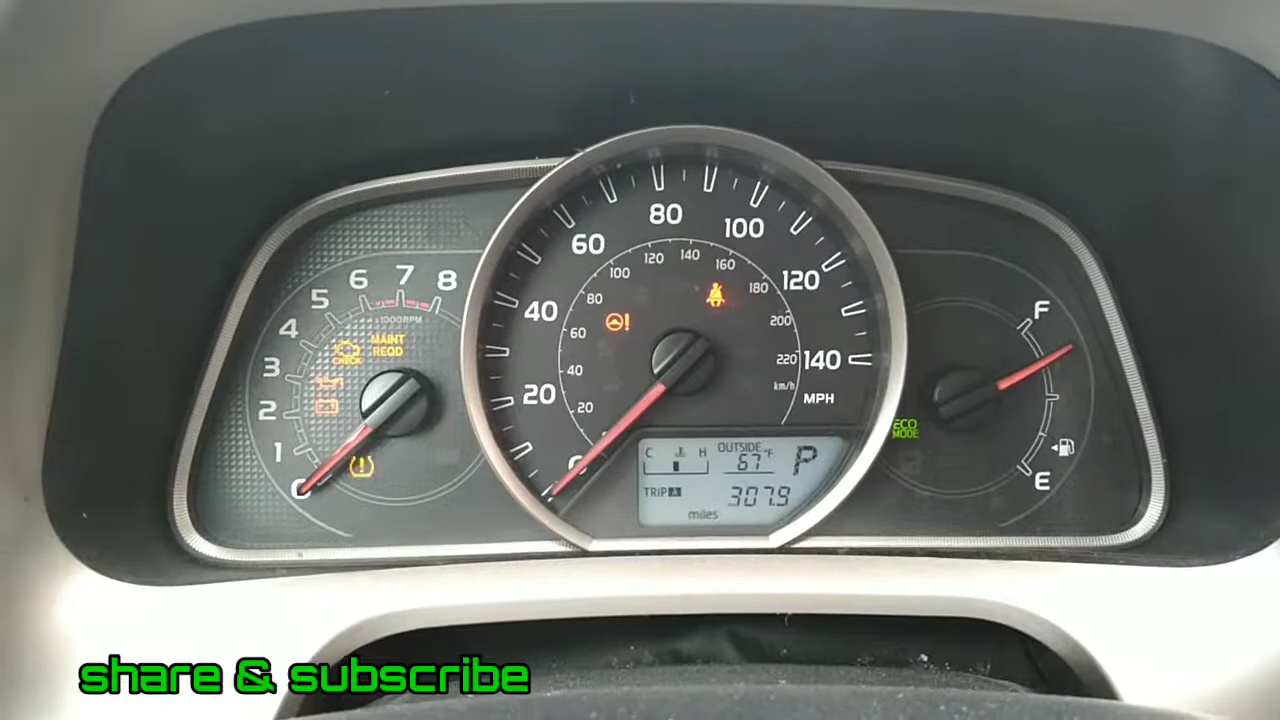 8
7
6
5
4
3
2
1
0
x1000RPM
CHECK
MAINT
REQD
0
20
40
60
80
100
120
140
MPH
20
40
60
80
100
120
140
160
180
200
220
km/h
C H
OUTSIDE
67°F
P
TRIP A
307.9
miles
ECO
MODE
F
E
share & subscribe